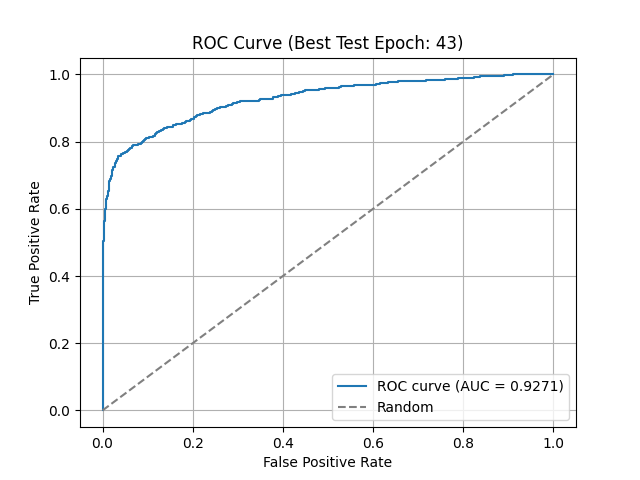 ROC Curve (Best Test Epoch: 43)
True Positive Rate
1.0
0.8
0.6
0.4
0.2
0.0
ROC curve (AUC = 0.9271)
Random
0.0 0.2 0.4 0.6 0.8 1.0
False Positive Rate